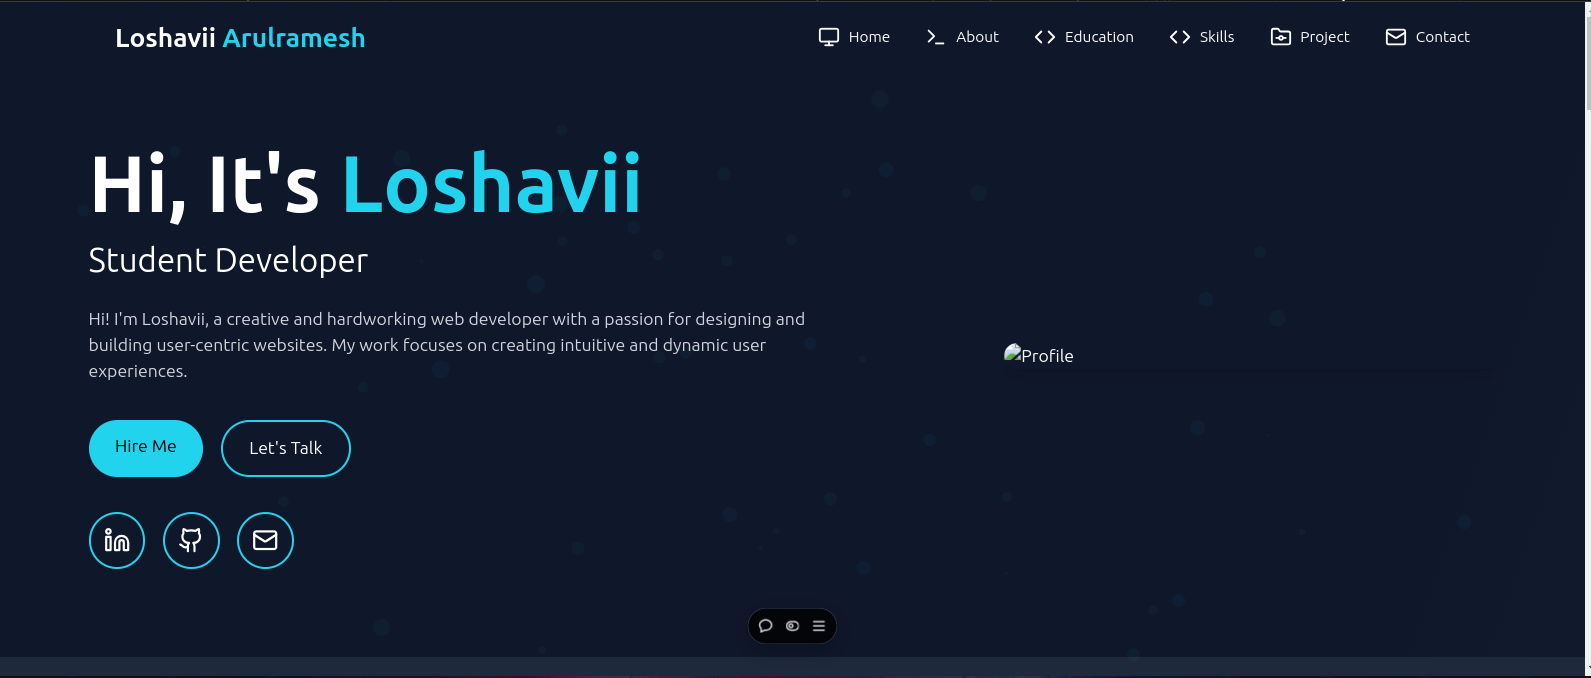 Loshavii Arulramesh
Home
About
Education
Skills
Project
Contact
Hi, It's Loshavii
Student Developer
Hi! I'm Loshavii, a creative and hardworking web developer with a passion for designing and
building user-centric websites. My work focuses on creating intuitive and dynamic user
experiences.
Profile
Hire Me
Let's Talk